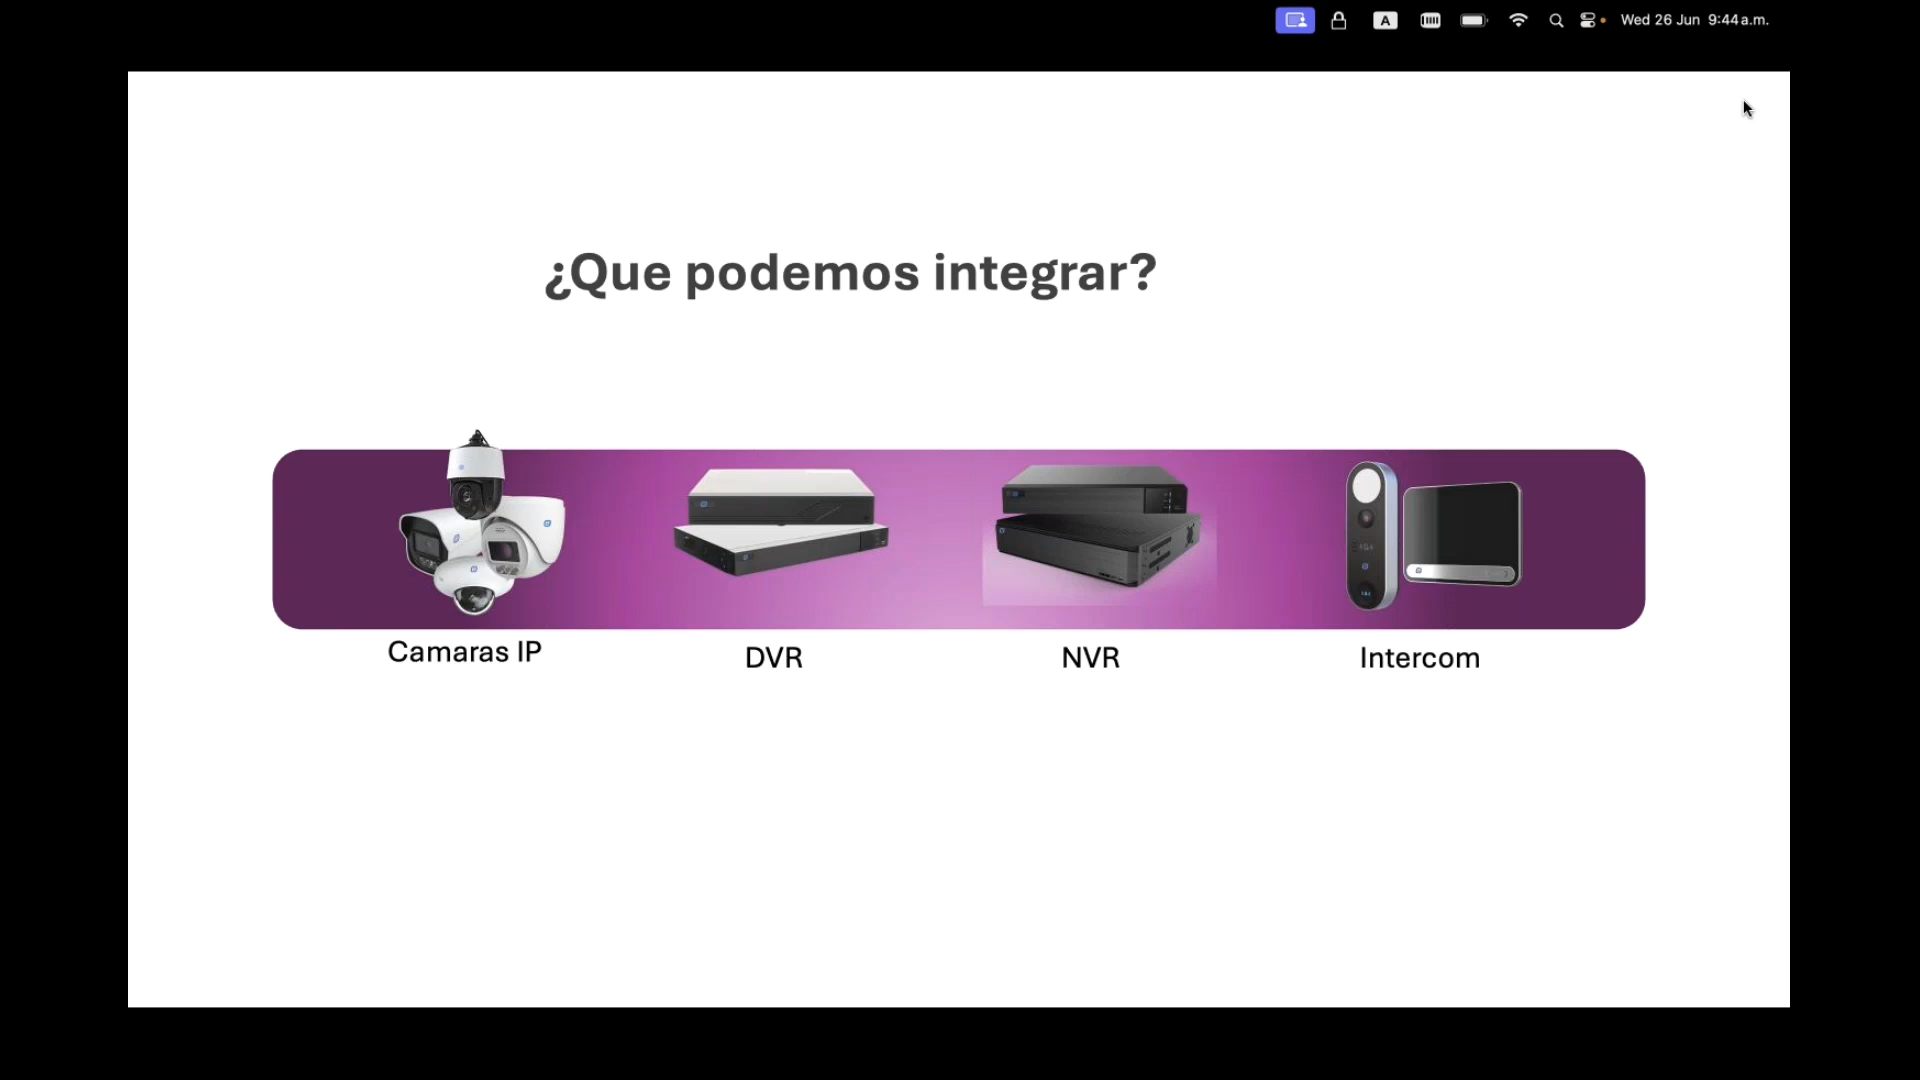 A
Wed 26 Jun 9:44 a.m.
¿Que podemos integrar?
Camaras IP
DVR
NVR
Intercom